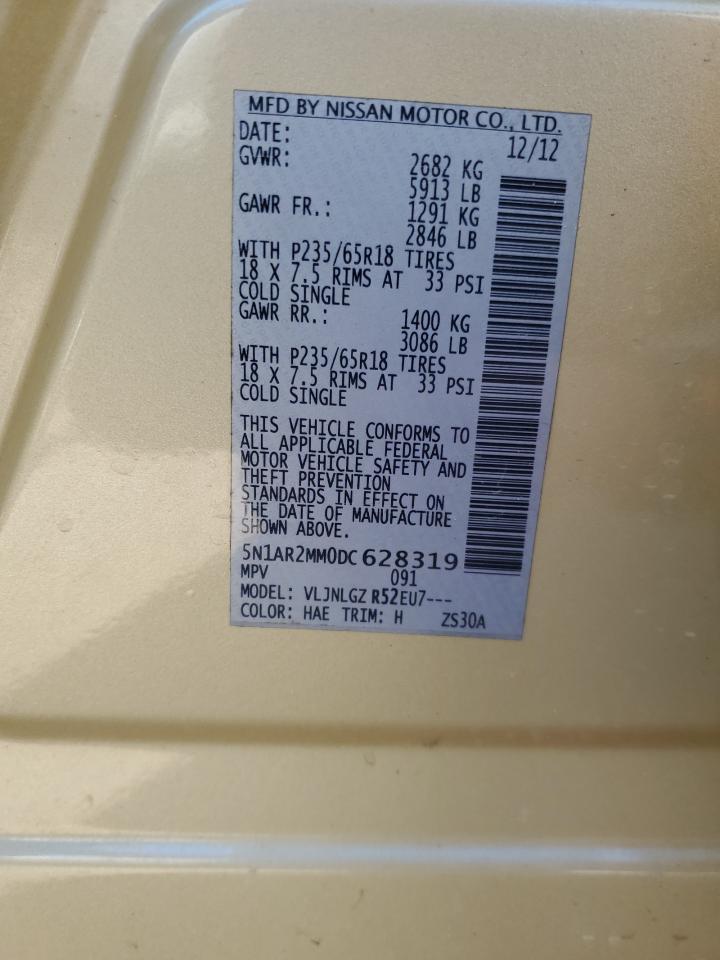 MFD BY NISSAN MOTOR CO., LTD.
DATE: 12/12
GVWR: 2682 KG
5913 LB
GAWR FR.: 1291 KG
2846 LB
WITH P235/65R18 TIRES
18 X 7.5 RIMS AT 33 PSI
COLD SINGLE
GAWR RR.: 1400 KG
3086 LB
WITH P235/65R18 TIRES
18 X 7.5 RIMS AT 33 PSI
COLD SINGLE
THIS VEHICLE CONFORMS TO
ALL APPLICABLE FEDERAL
MOTOR VEHICLE SAFETY AND
THEFT PREVENTION
STANDARDS IN EFFECT ON
THE DATE OF MANUFACTURE
SHOWN ABOVE.
5N1AR2MM0DC628319
MPV 091
MODEL: VLJNLGZ R52EU7---
COLOR: HAE TRIM: H ZS30A